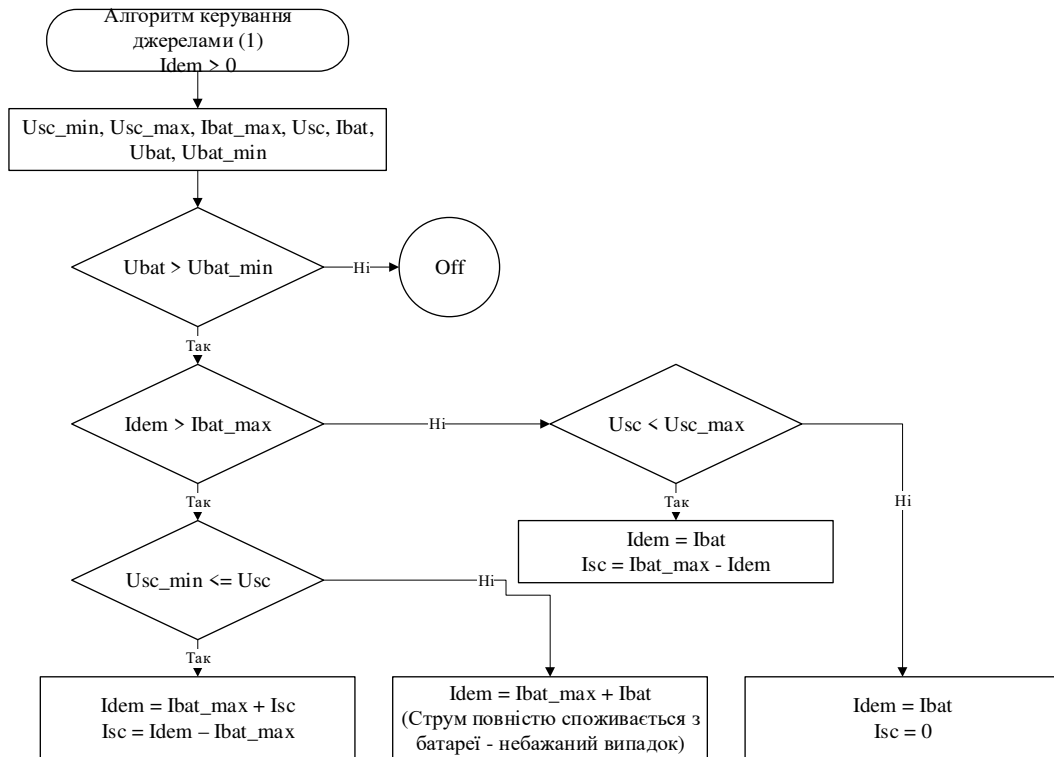 Алгоритм керування
джерелами (1)
Idem > 0
Usc_min, Usc_max, Ibat_max, Usc, Ibat,
Ubat, Ubat_min
Ubat > Ubat_min
Ні
Off
Так
Idem > Ibat_max
Ні
Usc < Usc_max
Так
Так
Ні
Idem = Ibat
Isc = Ibat_max - Idem
Usc_min <= Usc
Ні
Так
Idem = Ibat_max + Isc
Isc = Idem – Ibat_max
Idem = Ibat_max + Ibat
(Струм повністю споживається з
батареї - небажаний випадок)
Idem = Ibat
Isc = 0